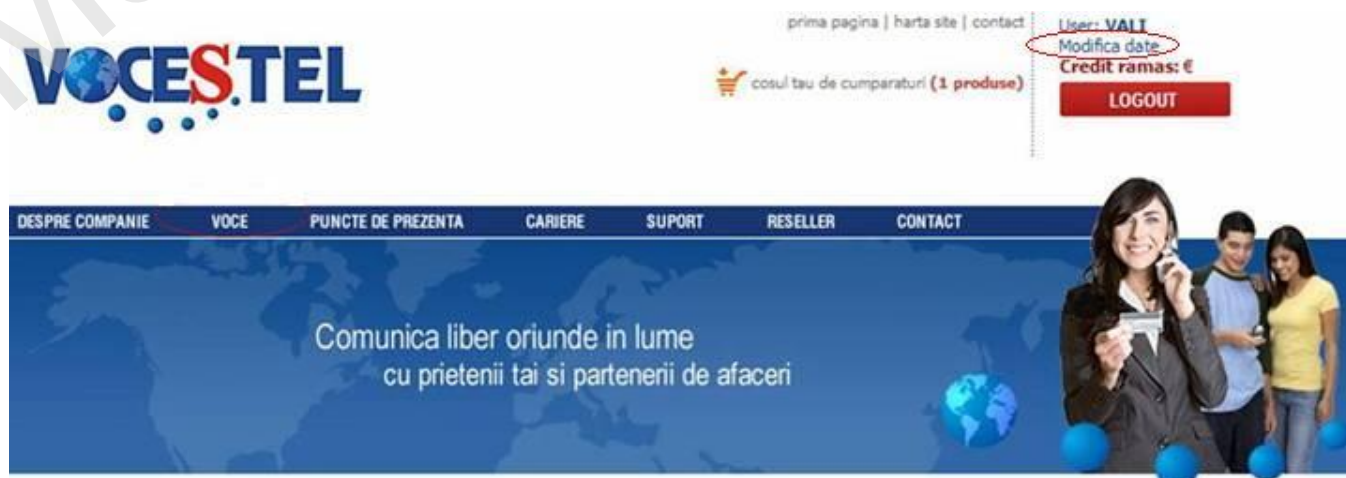 VOCES.TEL
prima pagina | harta site | contact
cosul tau de cumparaturi (1 produse)
User: VALI
Modifica date
Credit ramas: €
LOGOUT
DESPRE COMPANIE VOCE PUNCTE DE PREZENTA CARIERE SUPORT RESELLER CONTACT
Comunica liber oriunde in lume
cu prietenii tai si partenerii de afaceri